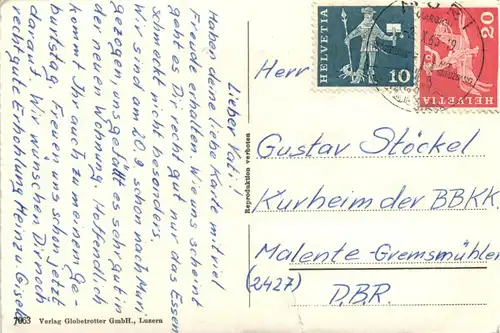 Lieber Vati!
Haben deine liebe Karte mit viel
Freud erhalten. Wie uns scheint
geht es Dir recht gut nur das Essen
schmeckt nicht besonders.
Wir sind am 20.9 schon nach Muri
gezogen, uns gefällt es sehr gut in
der neuen Wohnung. Hoffendlich
kommt Ihr auch zu meinem Ge-
burtstag. Freuen uns schon jetzt
darauf. Wir wünschen Dir noch
recht gute Erholung Heinz u Gisela
7063 Verlag Globetrotter GmbH., Luzern
Reproduktion verboten
HELVETIA
10
20
HELVETIA
Herr
Gustav Stöckel
Kurheim der BBKK.
Malente-Gremsmühlen
(2427) D.B.R.